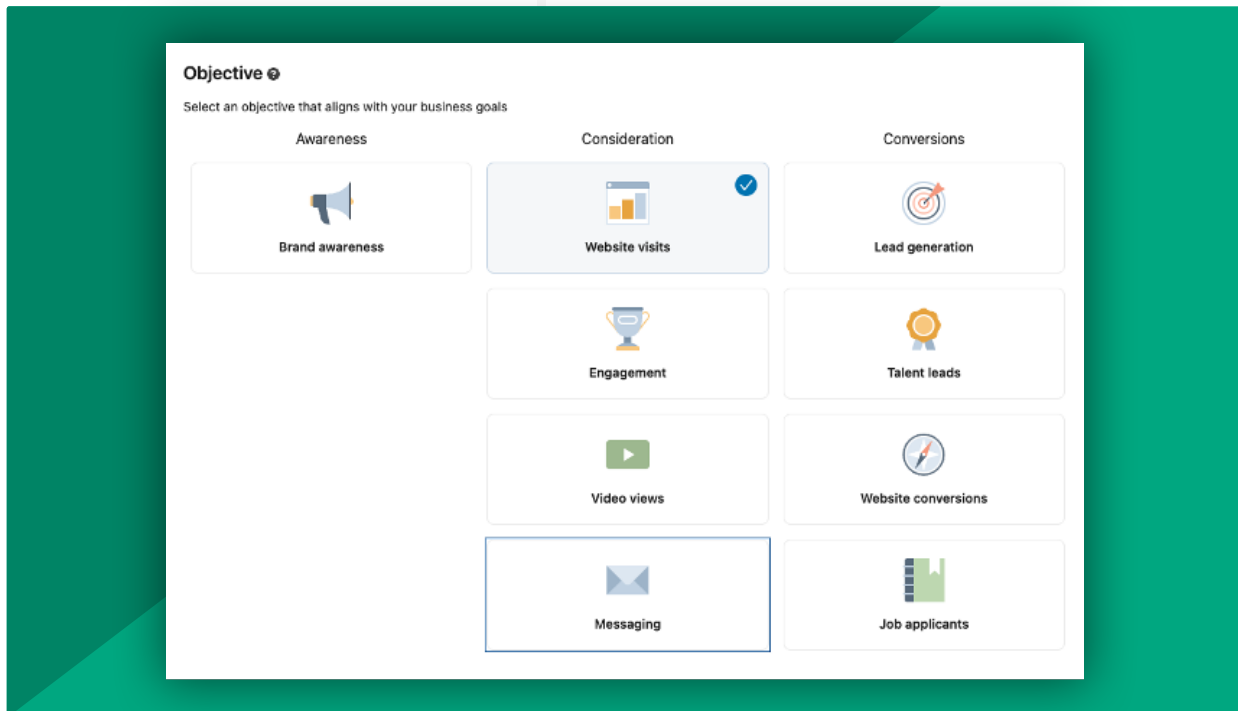 Objective
Select an objective that aligns with your business goals
Awareness
Consideration
Conversions
Brand awareness
Website visits
Lead generation
Engagement
Talent leads
Video views
Website conversions
Messaging
Job applicants